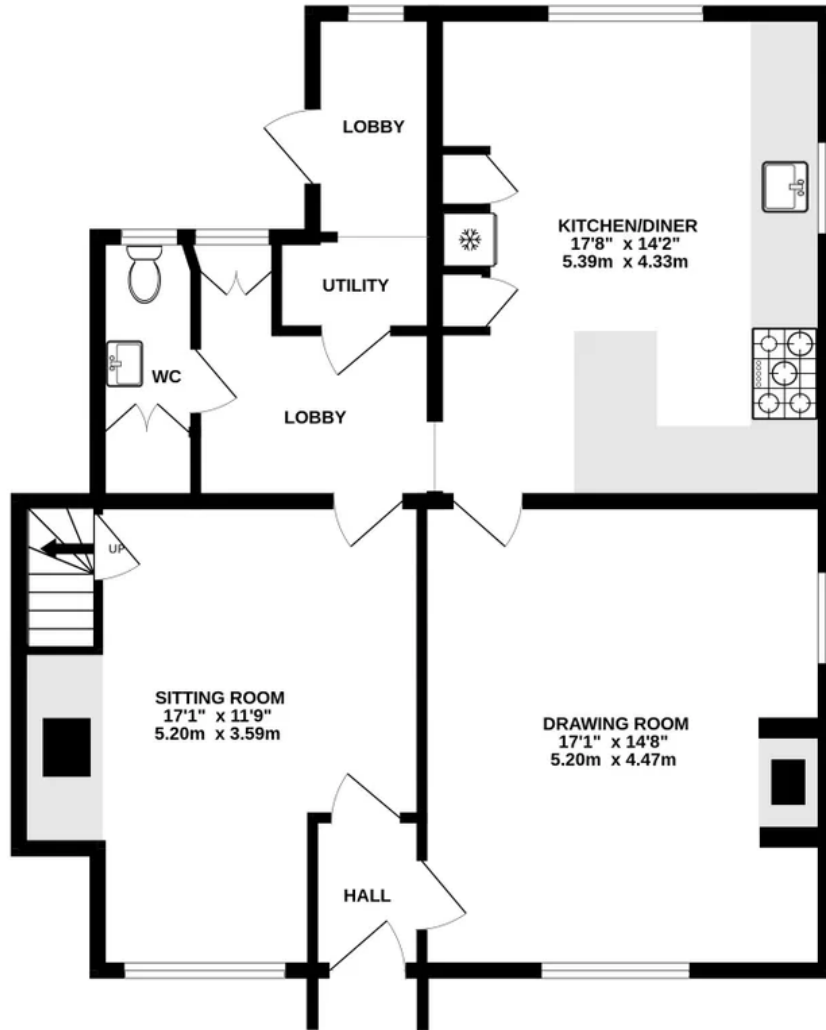 LOBBY
KITCHEN/DINER
17'8" x 14'2"
5.39m x 4.33m
UTILITY
WC
LOBBY
UP
SITTING ROOM
17'1" x 11'9"
5.20m x 3.59m
DRAWING ROOM
17'1" x 14'8"
5.20m x 4.47m
HALL